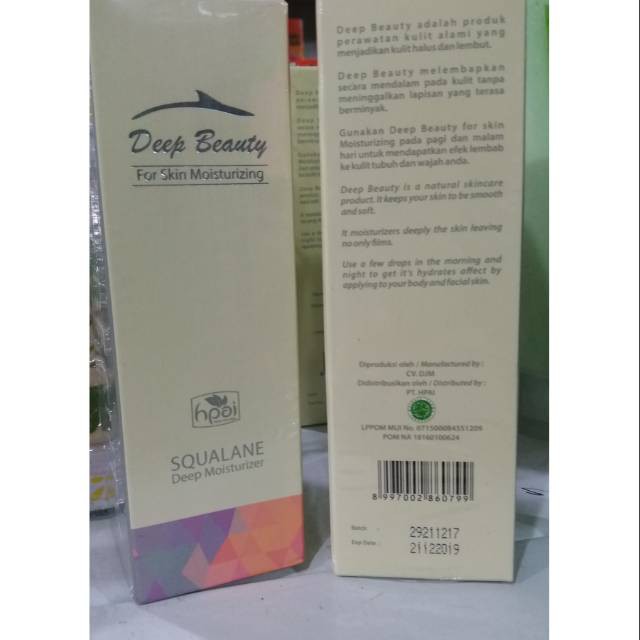 Deep Beauty
For Skin Moisturizing
hpai
SQUALANE
Deep Moisturizer
Deep Beauty adalah produk
perawatan kulit alami yang
menjadikan kulit halus dan lembut.
Deep Beauty melembapkan
secara mendalam pada kulit tanpa
meninggalkan lapisan yang terasa
berminyak.
Gunakan Deep Beauty for skin
Moisturizing pada pagi dan malam
hari untuk mendapatkan efek lembab
ke kulit tubuh dan wajah anda.
Deep Beauty is a natural skincare
product. It keeps your skin to be smooth
and soft.
It moisturizers deeply the skin leaving
no only films.
Use a few drops in the morning and
night to get it's hydrates affect by
applying to your body and facial skin.
Diproduksi oleh / Manufactured by :
CV. DJM
Didistribusikan oleh / Distributed by :
PT. HPAI
LPPOM MUI No. 071500084551209
POM NA 18160100624
8 997002 860799
Batch :
29211217
Exp Date :
21122019